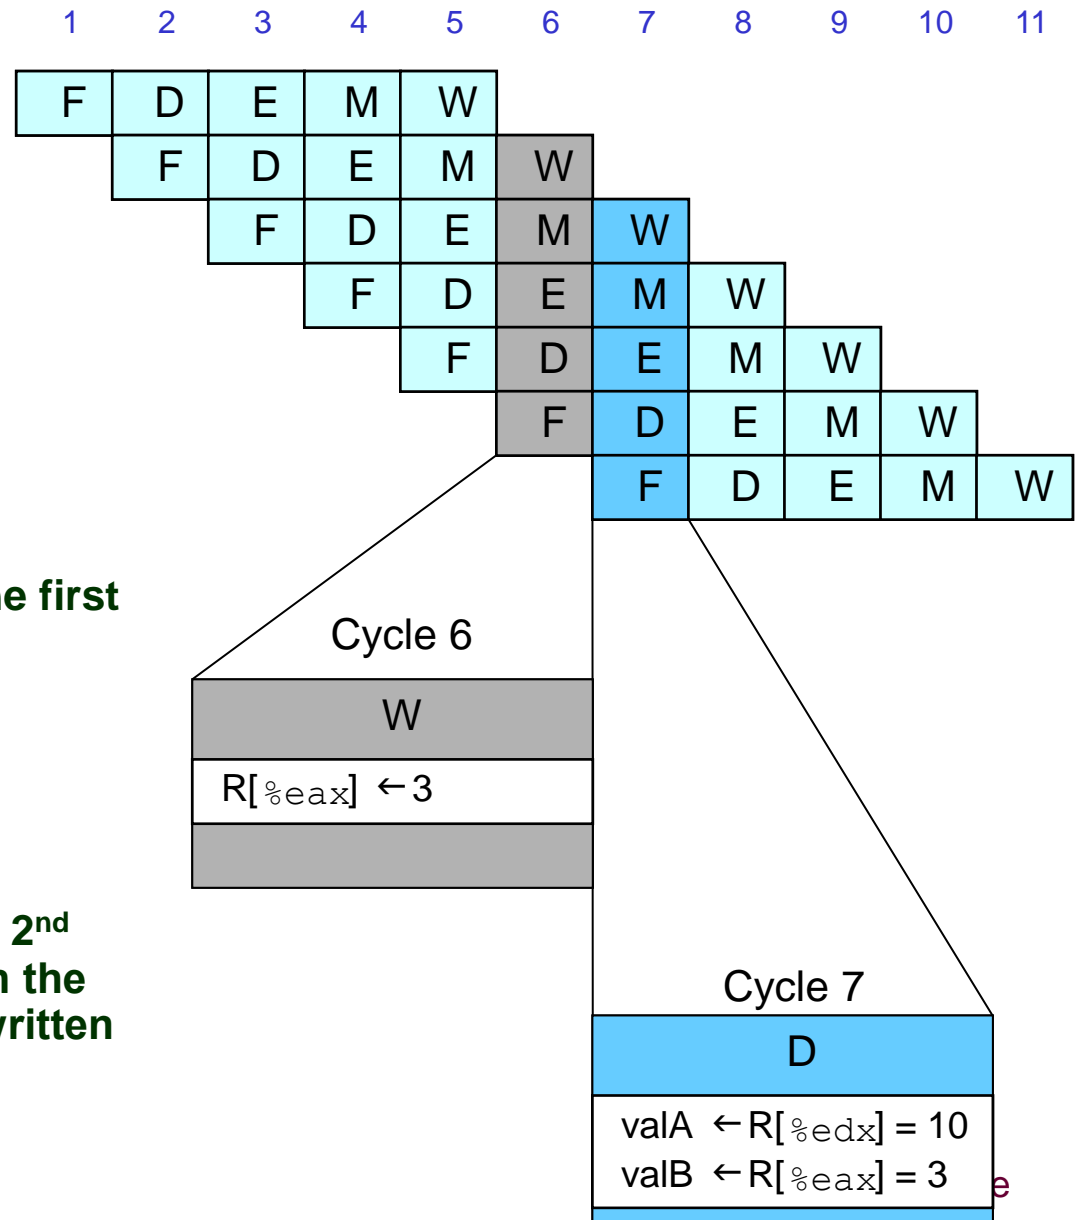 1 2 3 4 5 6 7 8 9 10 11
F D E M W
F D E M W
F D E M W
F D E M W
F D E M W
F D E M W
F D E M W
e first
Cycle 6
W
R[%eax] ←3
2nd
n the
written
Cycle 7
D
valA ←R[%edx] = 10
valB ←R[%eax] = 3
e